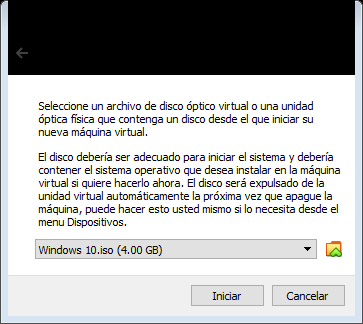 Seleccione un archivo de disco óptico virtual o una unidad
óptica física que contenga un disco desde el que iniciar su
nueva máquina virtual.
El disco debería ser adecuado para iniciar el sistema y debería
contener el sistema operativo que desea instalar en la máquina
virtual si quiere hacerlo ahora. El disco será expulsado de la
unidad virtual automáticamente la próxima vez que apague la
máquina, puede hacer esto usted mismo si lo necesita desde el
menu Dispositivos.
Windows 10.iso (4.00 GB)
Iniciar Cancelar